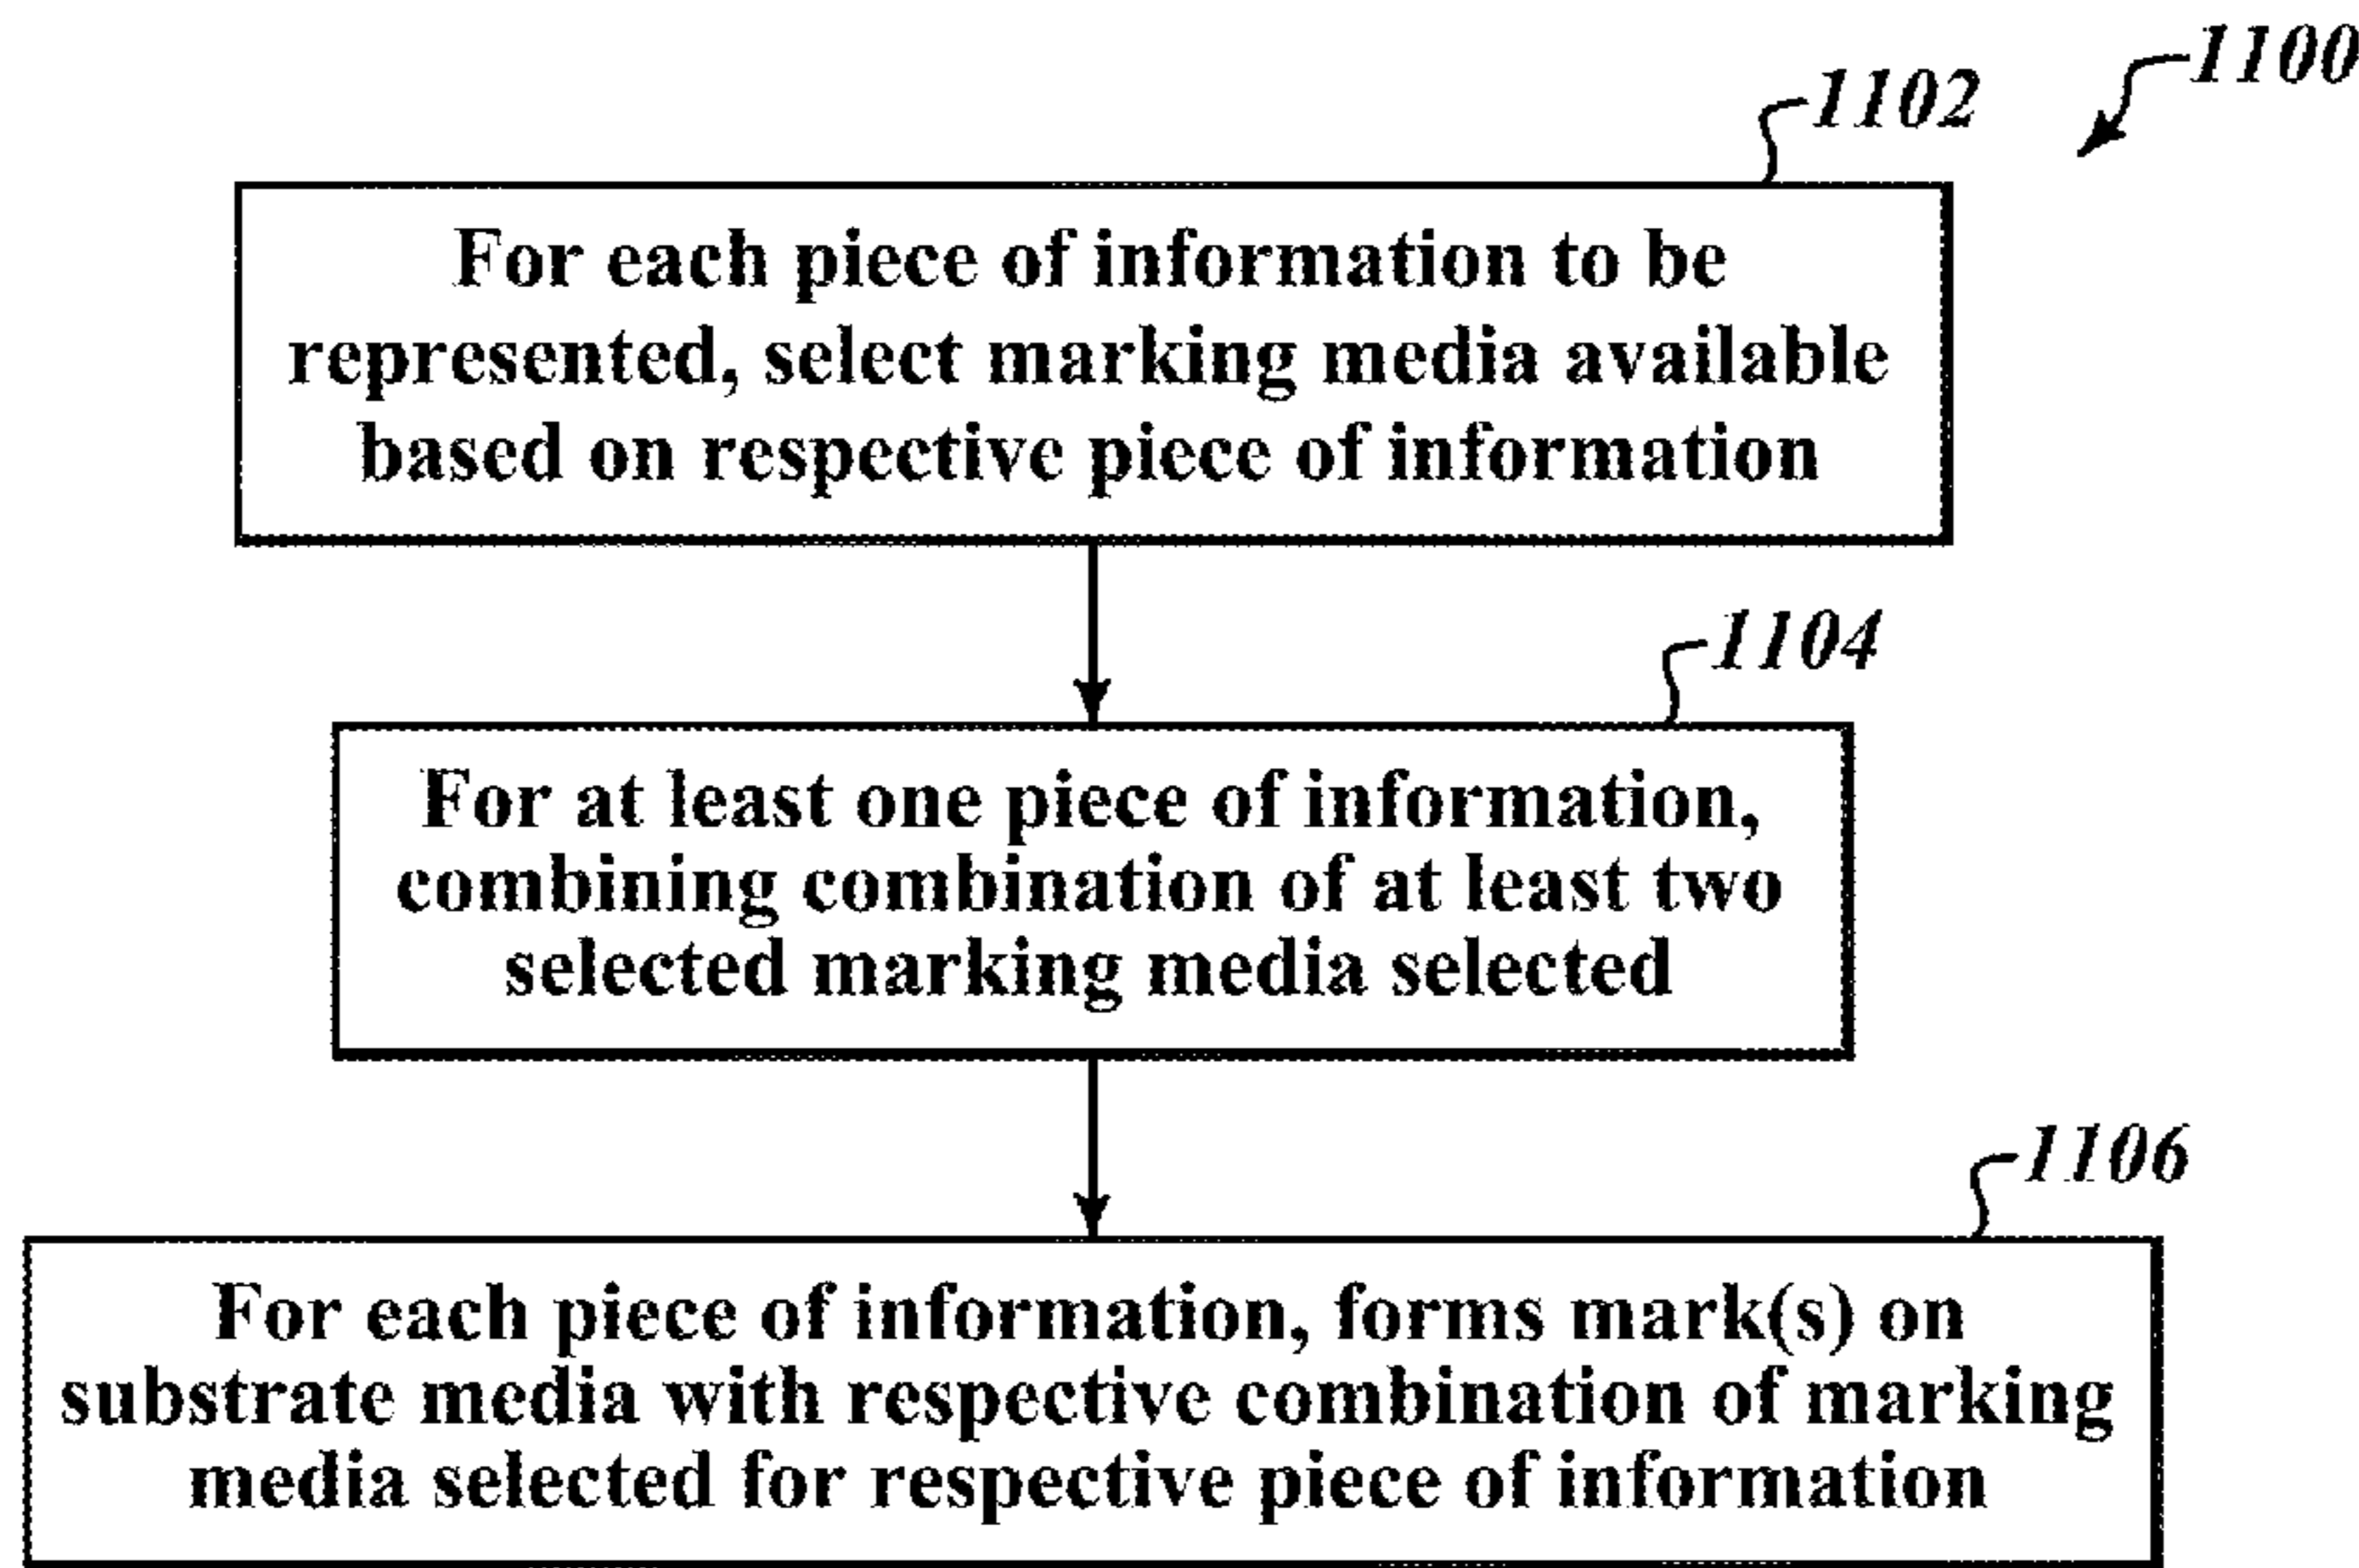 1100
1102
For each piece of information to be
represented, select marking media available
based on respective piece of information
1104
For at least one piece of information,
combining combination of at least two
selected marking media selected
1106
For each piece of information, forms mark(s) on
substrate media with respective combination of marking
media selected for respective piece of information